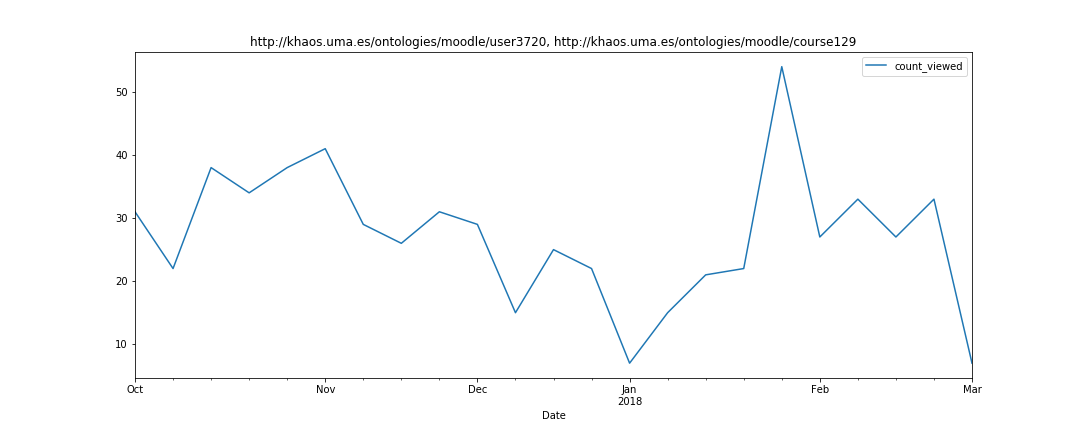 http://khaos.uma.es/ontologies/moodle/user3720, http://khaos.uma.es/ontologies/moodle/course129
count_viewed
50
40
30
20
10
Oct
Nov
Dec
Jan
2018
Feb
Mar
Date